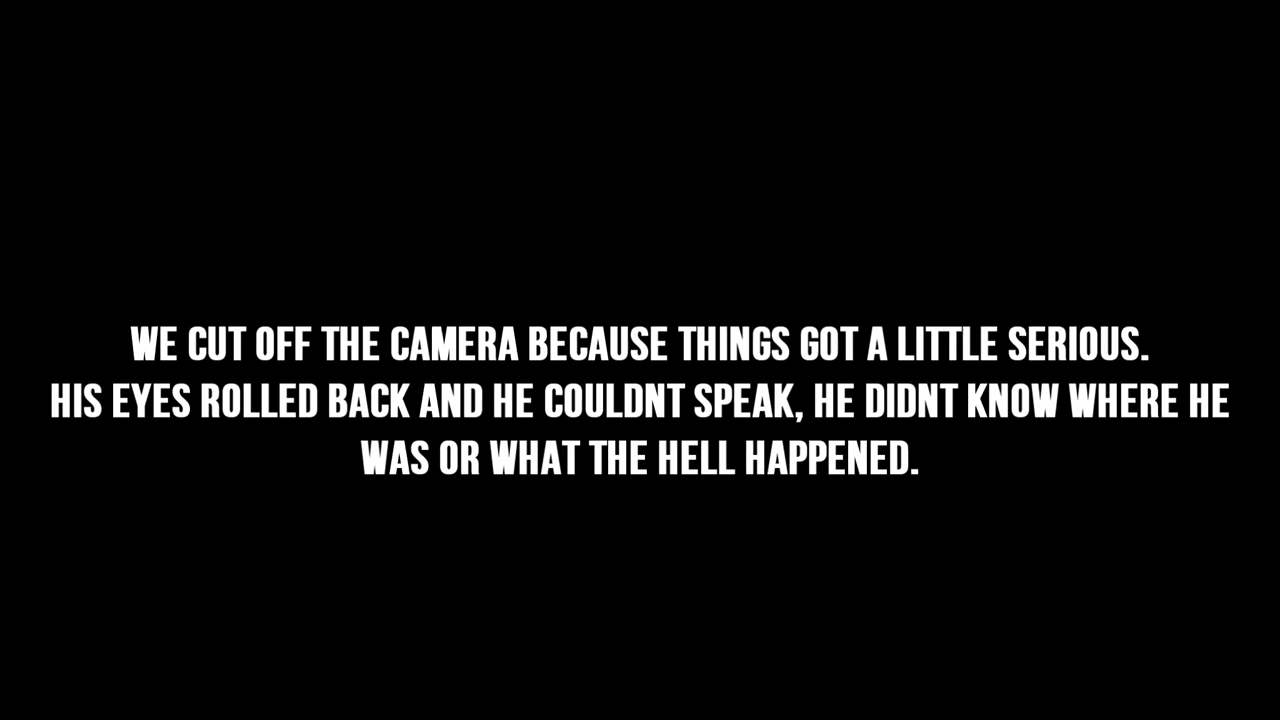 WE CUT OFF THE CAMERA BECAUSE THINGS GOT A LITTLE SERIOUS.
HIS EYES ROLLED BACK AND HE COULDNT SPEAK, HE DIDNT KNOW WHERE HE
WAS OR WHAT THE HELL HAPPENED.